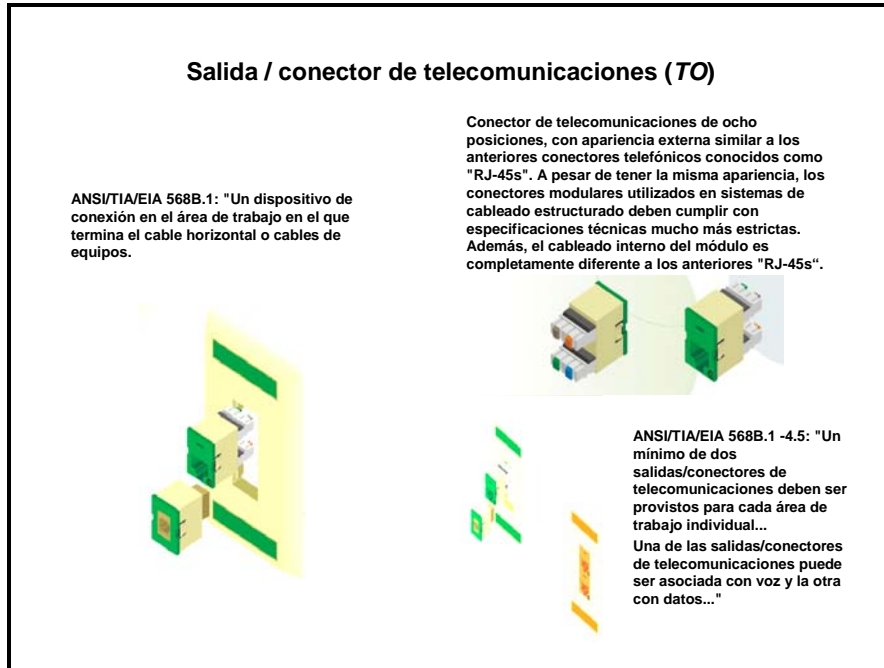 Salida / conector de telecomunicaciones (TO)
ANSI/TIA/EIA 568B.1: "Un dispositivo de
conexión en el área de trabajo en el que
termina el cable horizontal o cables de
equipos.
Conector de telecomunicaciones de ocho
posiciones, con apariencia externa similar a los
anteriores conectores telefónicos conocidos como
"RJ-45s". A pesar de tener la misma apariencia, los
conectores modulares utilizados en sistemas de
cableado estructurado deben cumplir con
especificaciones técnicas mucho más estrictas.
Además, el cableado interno del módulo es
completamente diferente a los anteriores "RJ-45s“.
ANSI/TIA/EIA 568B.1 -4.5: "Un
mínimo de dos
salidas/conectores de
telecomunicaciones deben ser
provistos para cada área de
trabajo individual...
Una de las salidas/conectores
de telecomunicaciones puede
ser asociada con voz y la otra
con datos..."